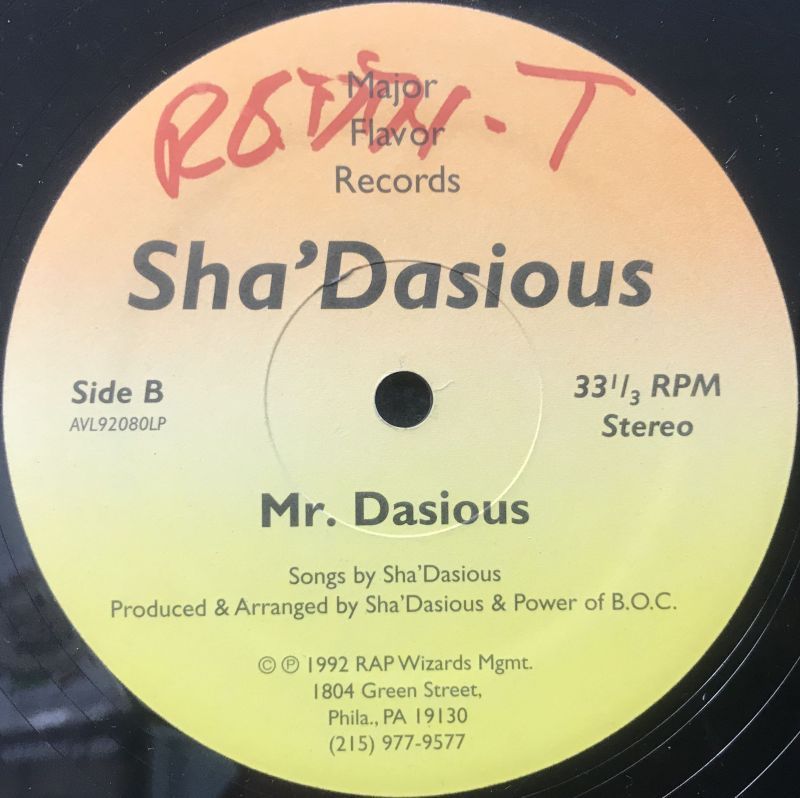 Major
Flavor
Records
Sha'Dasious
Side B
AVL92080LP
33 1/3 RPM
Stereo
Mr. Dasious
Songs by Sha'Dasious
Produced & Arranged by Sha'Dasious & Power of B.O.C.
© ℗ 1992 RAP Wizards Mgmt.
1804 Green Street,
Phila., PA 19130
(215) 977-9577